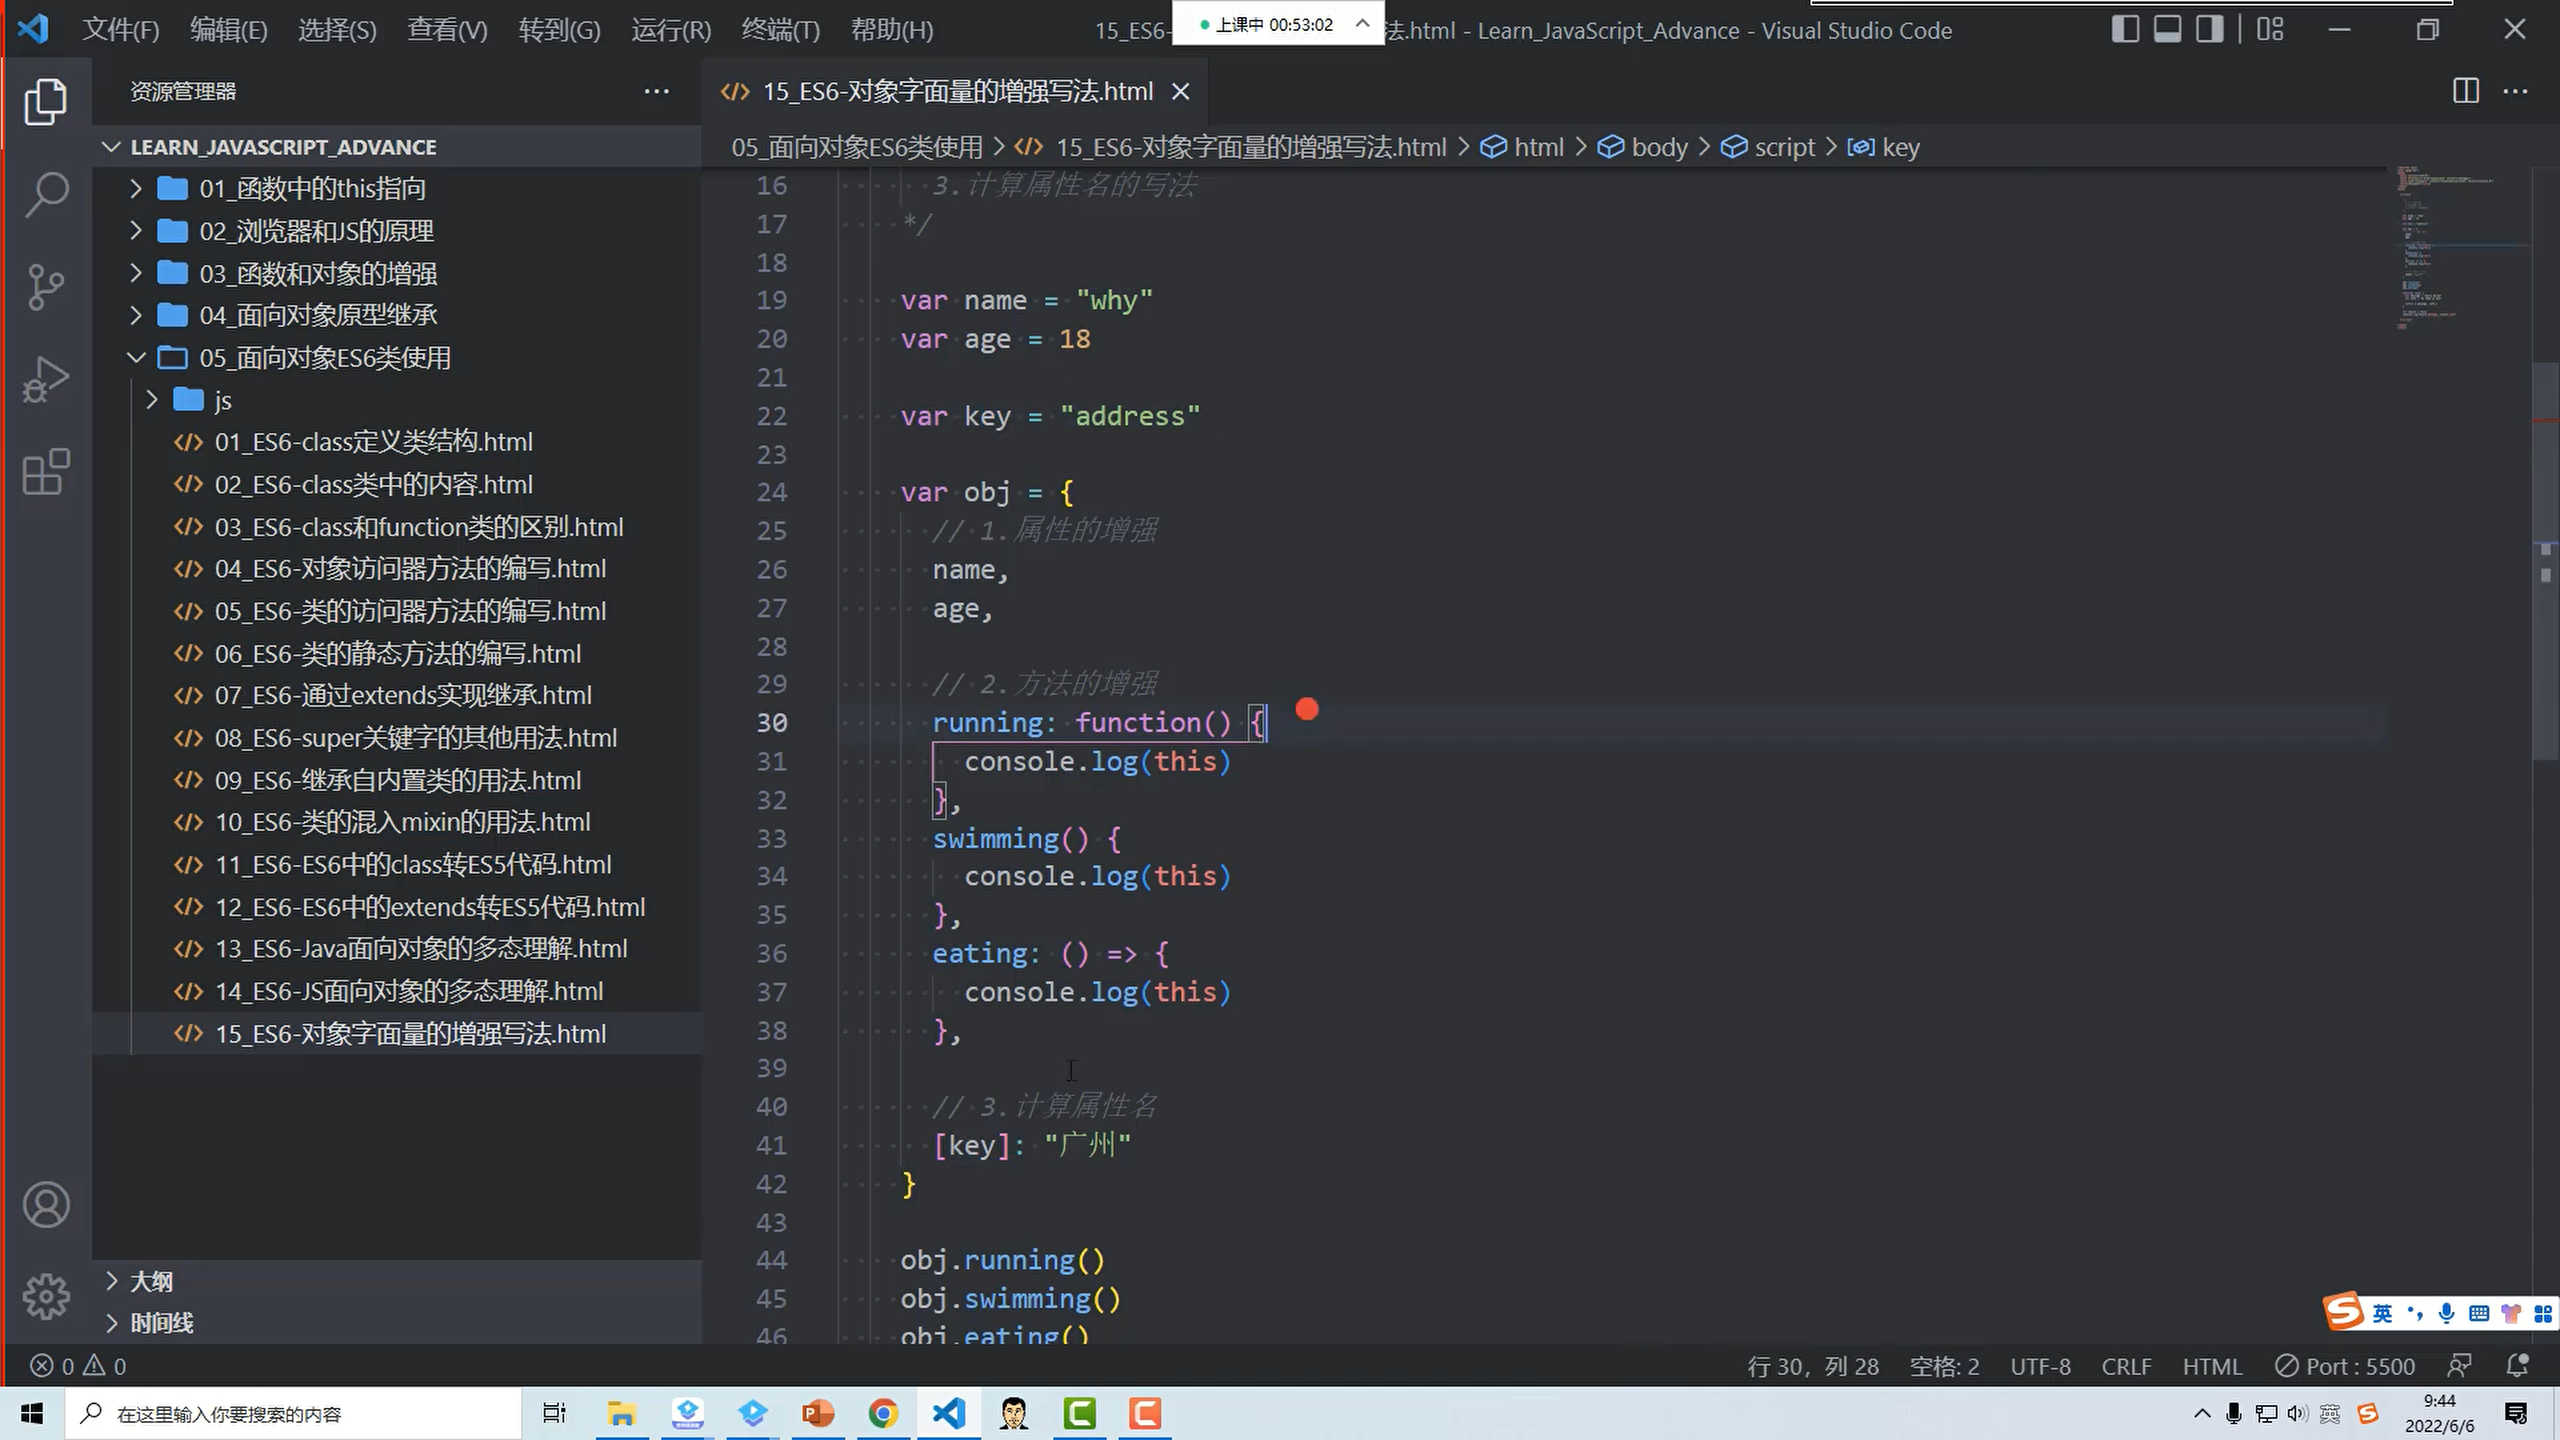 文件(F) 编辑(E) 选择(S) 查看(V) 转到(G) 运行(R) 终端(T) 帮助(H) 15_ES6- 上课中 00:53:02 法.html - Learn_JavaScript_Advance - Visual Studio Code
资源管理器
15_ES6-对象字面量的增强写法.html
LEARN_JAVASCRIPT_ADVANCE
01_函数中的this指向
02_浏览器和JS的原理
03_函数和对象的增强
04_面向对象原型继承
05_面向对象ES6类使用
js
01_ES6-class定义类结构.html
02_ES6-class类中的内容.html
03_ES6-class和function类的区别.html
04_ES6-对象访问器方法的编写.html
05_ES6-类的访问器方法的编写.html
06_ES6-类的静态方法的编写.html
07_ES6-通过extends实现继承.html
08_ES6-super关键字的其他用法.html
09_ES6-继承自内置类的用法.html
10_ES6-类的混入mixin的用法.html
11_ES6-ES6中的class转ES5代码.html
12_ES6-ES6中的extends转ES5代码.html
13_ES6-Java面向对象的多态理解.html
14_ES6-JS面向对象的多态理解.html
15_ES6-对象字面量的增强写法.html
大纲
时间线
05_面向对象ES6类使用 > 15_ES6-对象字面量的增强写法.html > html > body > script > key
16 3.计算属性名的写法
17 */
18
19 var name = "why"
20 var age = 18
21
22 var key = "address"
23
24 var obj = {
25 // 1.属性的增强
26 name,
27 age,
28
29 // 2.方法的增强
30 running: function() {
31 console.log(this)
32 },
33 swimming() {
34 console.log(this)
35 },
36 eating: () => {
37 console.log(this)
38 },
39
40 // 3.计算属性名
41 [key]: "广州"
42 }
43
44 obj.running()
45 obj.swimming()
46 obj.eating()
英
0 0 行 30，列 28 空格: 2 UTF-8 CRLF HTML Port : 5500
在这里输入你要搜索的内容
英
9:44
2022/6/6